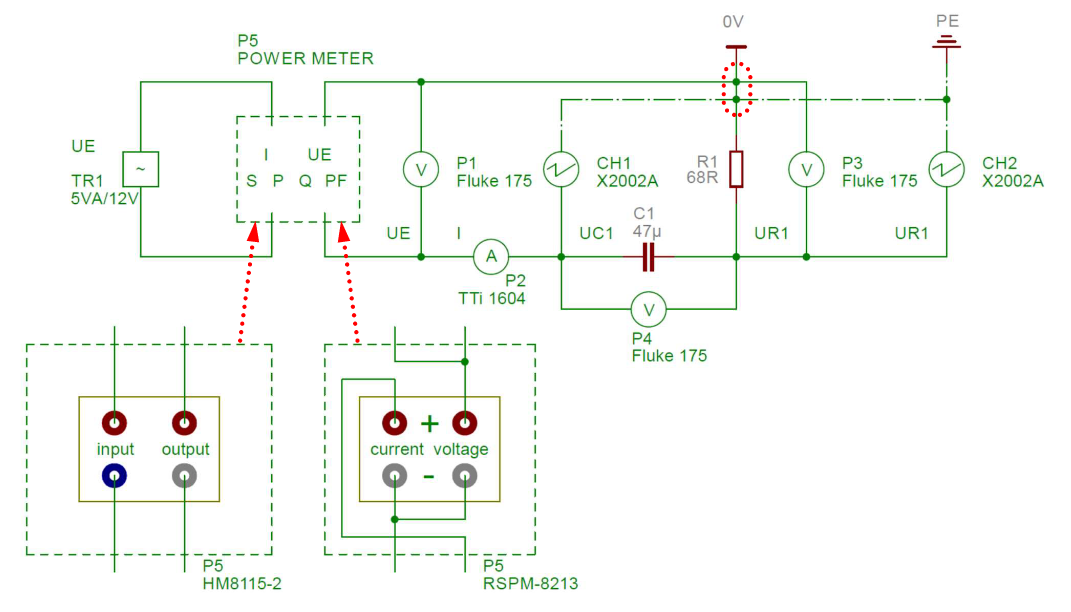 0V
PE
P5
POWER METER
UE
TR1
5VA/12V
~
I UE
S P Q PF
V
P1
Fluke 175
CH1
X2002A
R1
68R
V
P3
Fluke 175
CH2
X2002A
UE
I
A
P2
TTi 1604
UC1
C1
47µ
UR1
UR1
V
P4
Fluke 175
input output
P5
HM8115-2
+
current voltage
-
P5
RSPM-8213